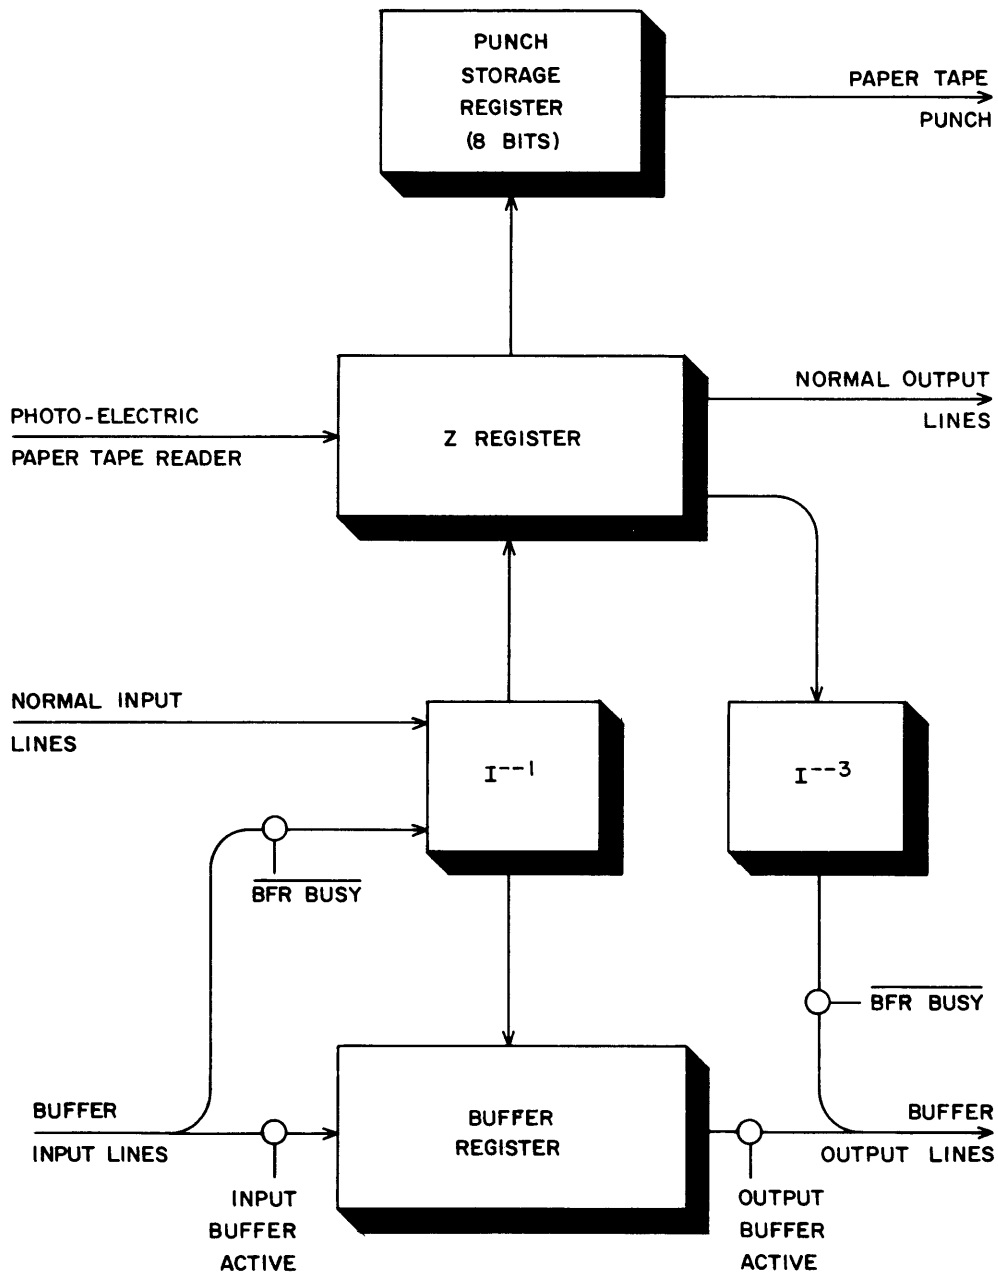 PUNCH
STORAGE
REGISTER
(8 BITS)
PAPER TAPE
PUNCH
NORMAL OUTPUT
LINES
PHOTO-ELECTRIC
PAPER TAPE READER
Z REGISTER
NORMAL INPUT
LINES
I--1
I--3
BFR BUSY
BFR BUSY
BUFFER
INPUT LINES
BUFFER
REGISTER
BUFFER
OUTPUT LINES
INPUT
BUFFER
ACTIVE
OUTPUT
BUFFER
ACTIVE